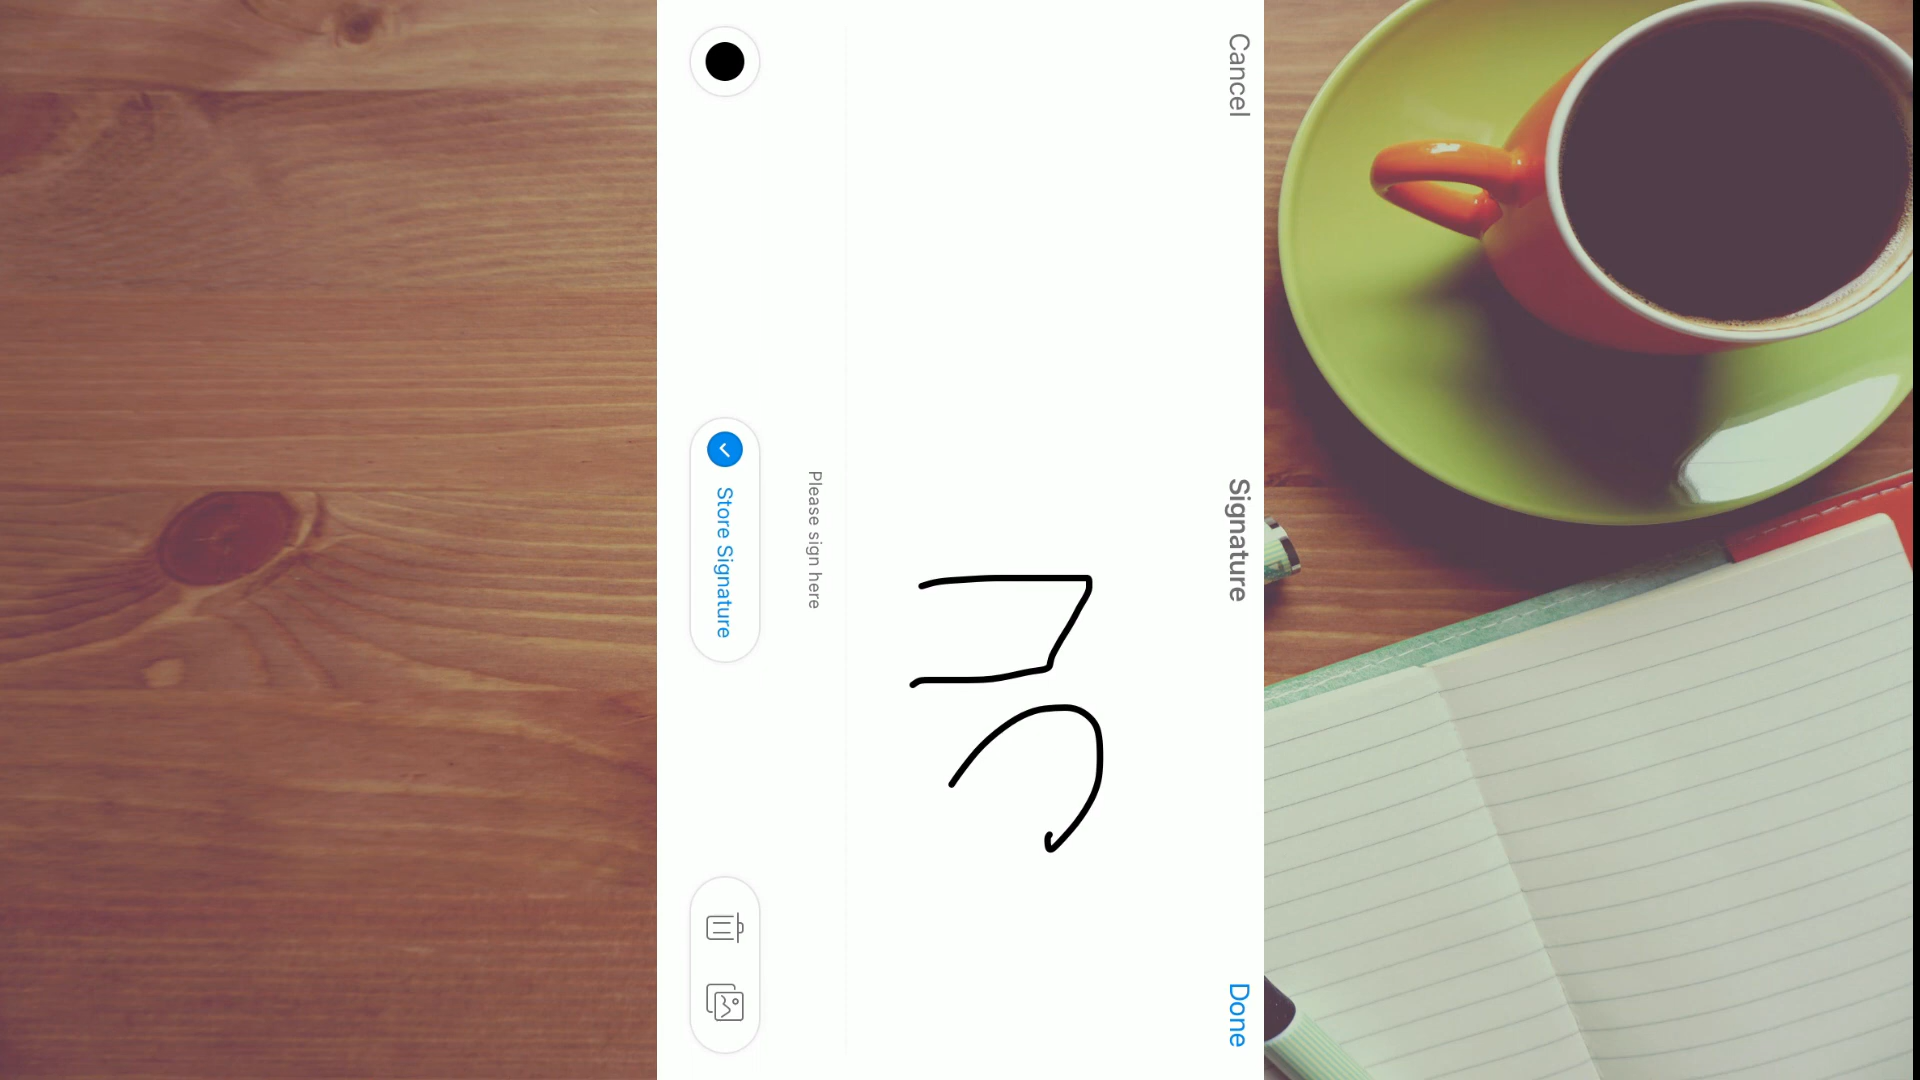 Cancel
Signature
Done
Please sign here
Store Signature